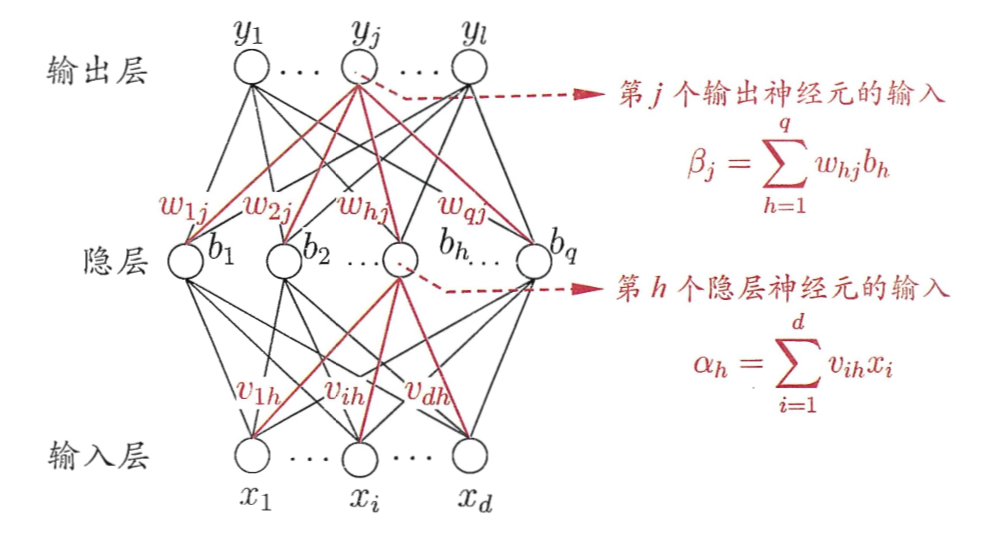 y_1 y_j y_l
输出层 ... ...
第 j 个输出神经元的输入
β_j = \sum_{h=1}^{q} w_{hj} b_h
w_{1j} w_{2j} w_{hj} w_{qj}
隐层 b_1 b_2 ... b_h ... b_q
第 h 个隐层神经元的输入
α_h = \sum_{i=1}^{d} v_{ih} x_i
v_{1h} v_{ih} v_{dh}
输入层 ... ...
x_1 x_i x_d